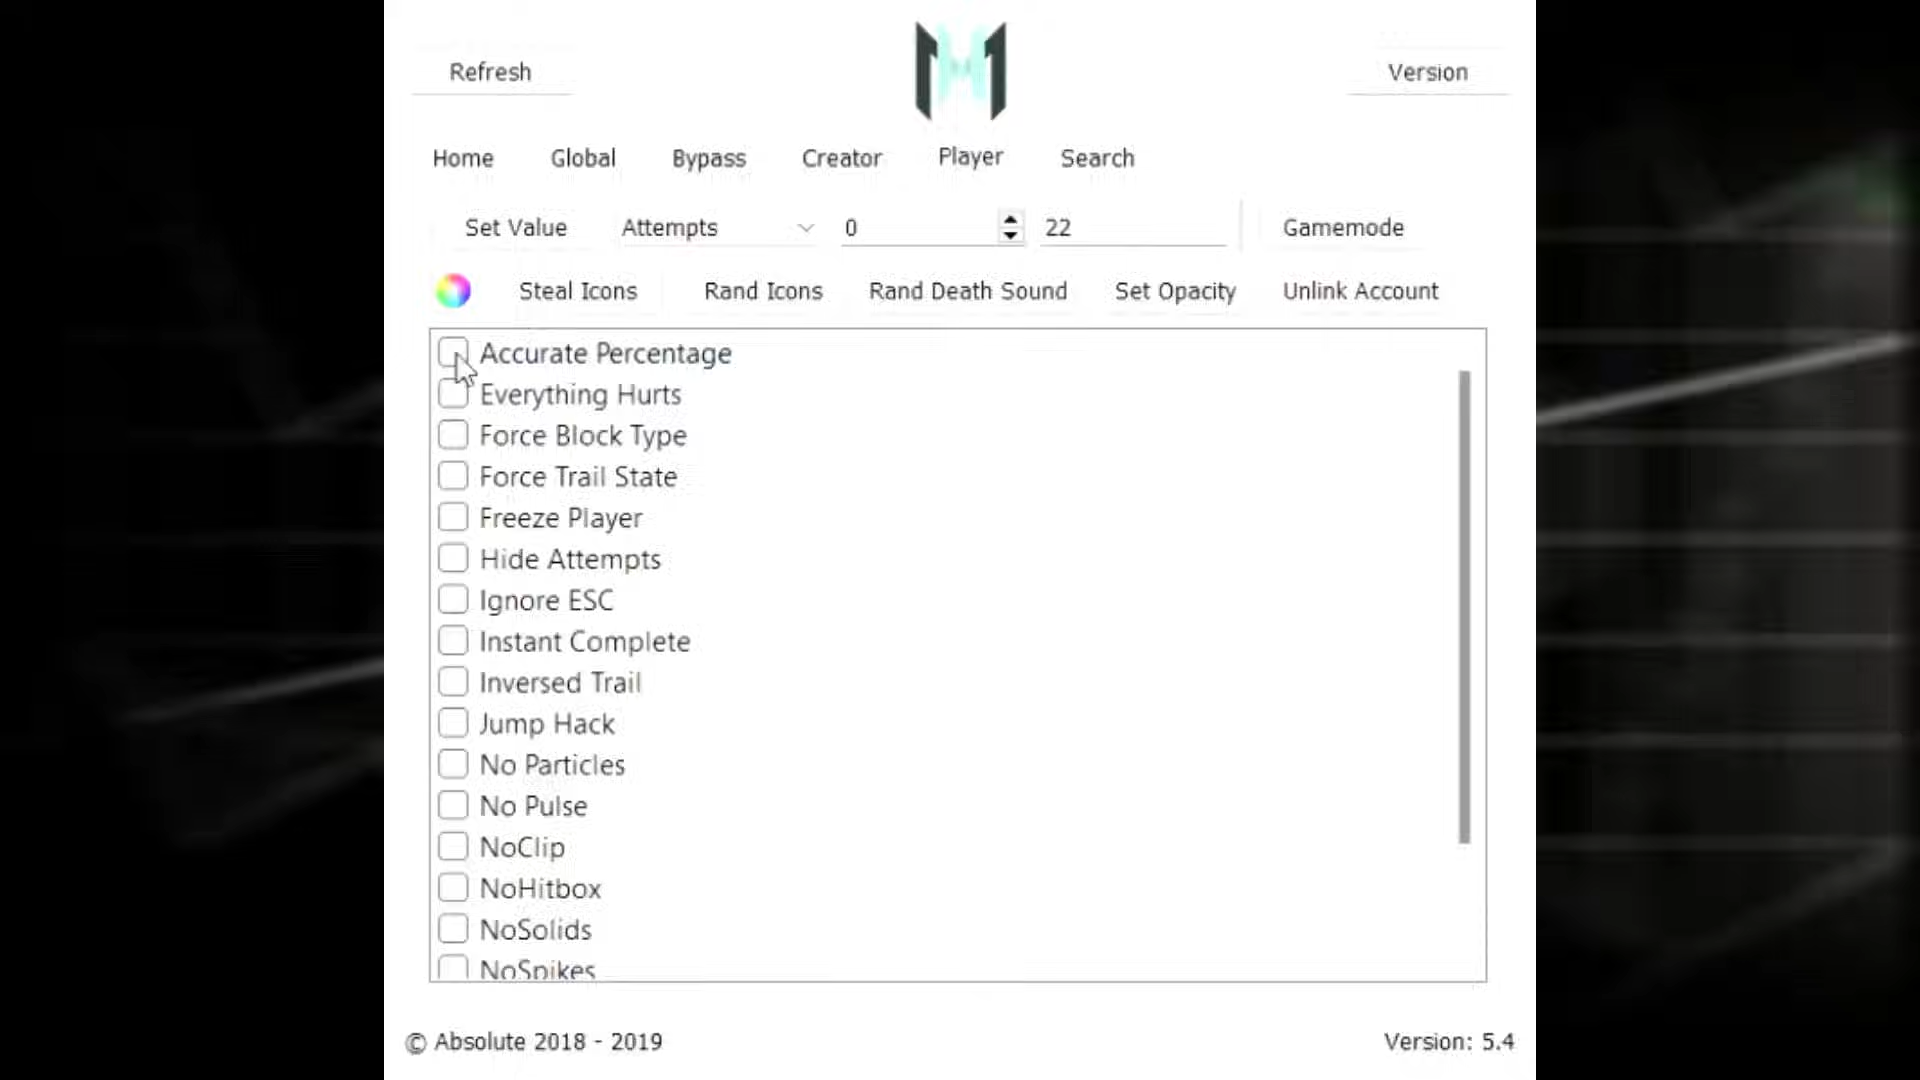 Refresh
Version
Home Global Bypass Creator Player Search
Set Value Attempts 0 22 Gamemode
Steal Icons Rand Icons Rand Death Sound Set Opacity Unlink Account
Accurate Percentage
Everything Hurts
Force Block Type
Force Trail State
Freeze Player
Hide Attempts
Ignore ESC
Instant Complete
Inversed Trail
Jump Hack
No Particles
No Pulse
NoClip
NoHitbox
NoSolids
NoSpikes
© Absolute 2018 - 2019
Version: 5.4